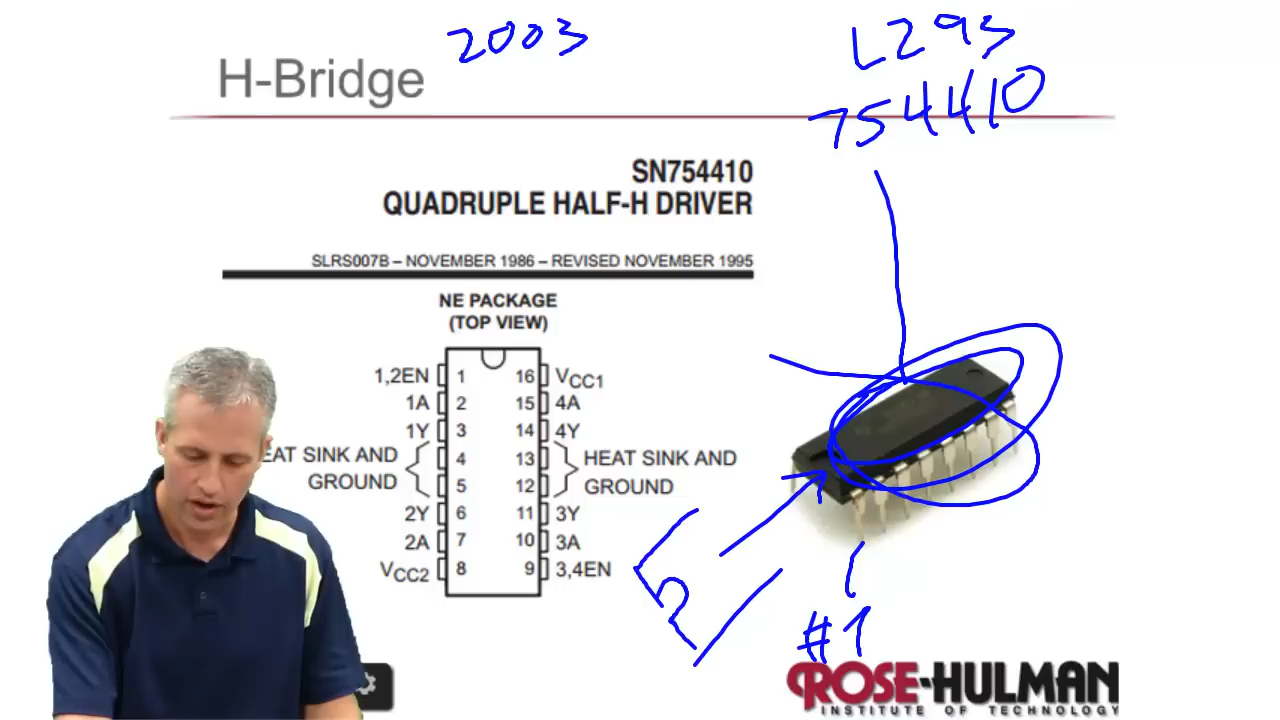 2003
L293
H-Bridge
754410
SN754410
QUADRUPLE HALF-H DRIVER
SLRS007B – NOVEMBER 1986 – REVISED NOVEMBER 1995
NE PACKAGE
(TOP VIEW)
1,2EN 1 16 VCC1
1A 2 15 4A
1Y 3 14 4Y
EAT SINK AND 4 13 HEAT SINK AND
GROUND 5 12 GROUND
2Y 6 11 3Y
2A 7 10 3A
VCC2 8 9 3,4EN
#1
ROSE-HULMAN
INSTITUTE OF TECHNOLOGY